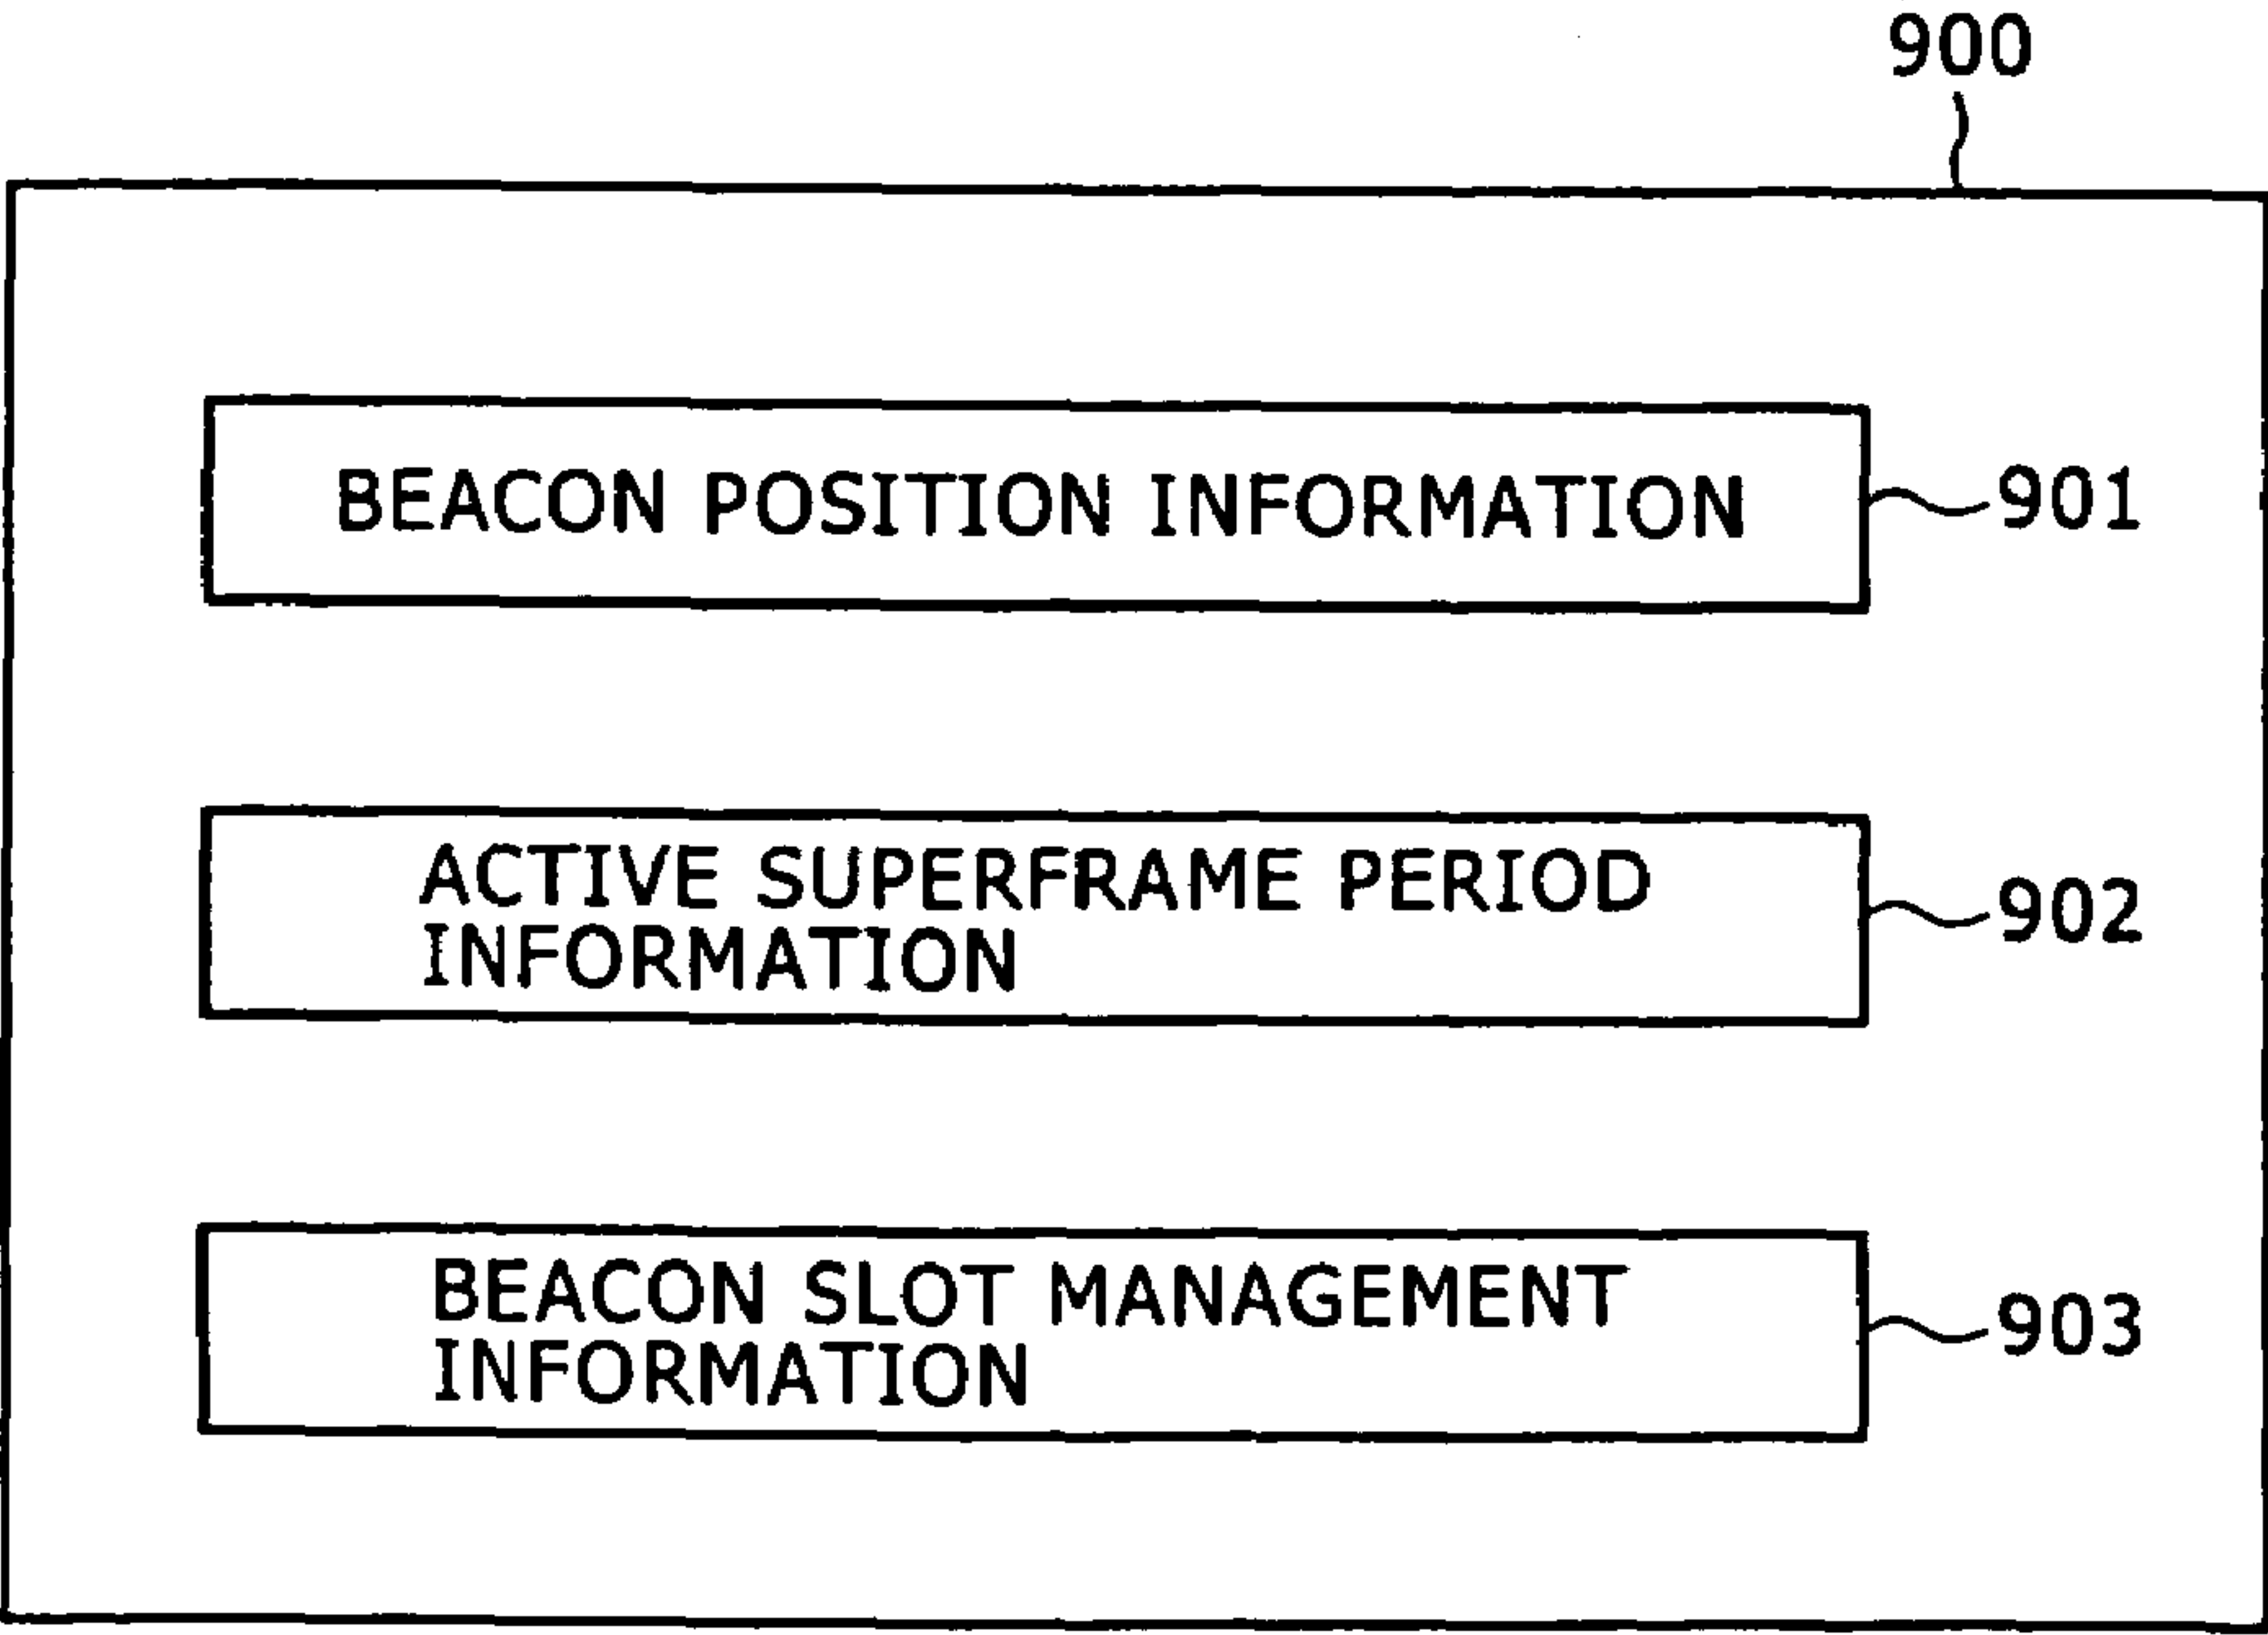 900
BEACON POSITION INFORMATION
901
ACTIVE SUPERFRAME PERIOD
INFORMATION
902
BEACON SLOT MANAGEMENT
INFORMATION
903